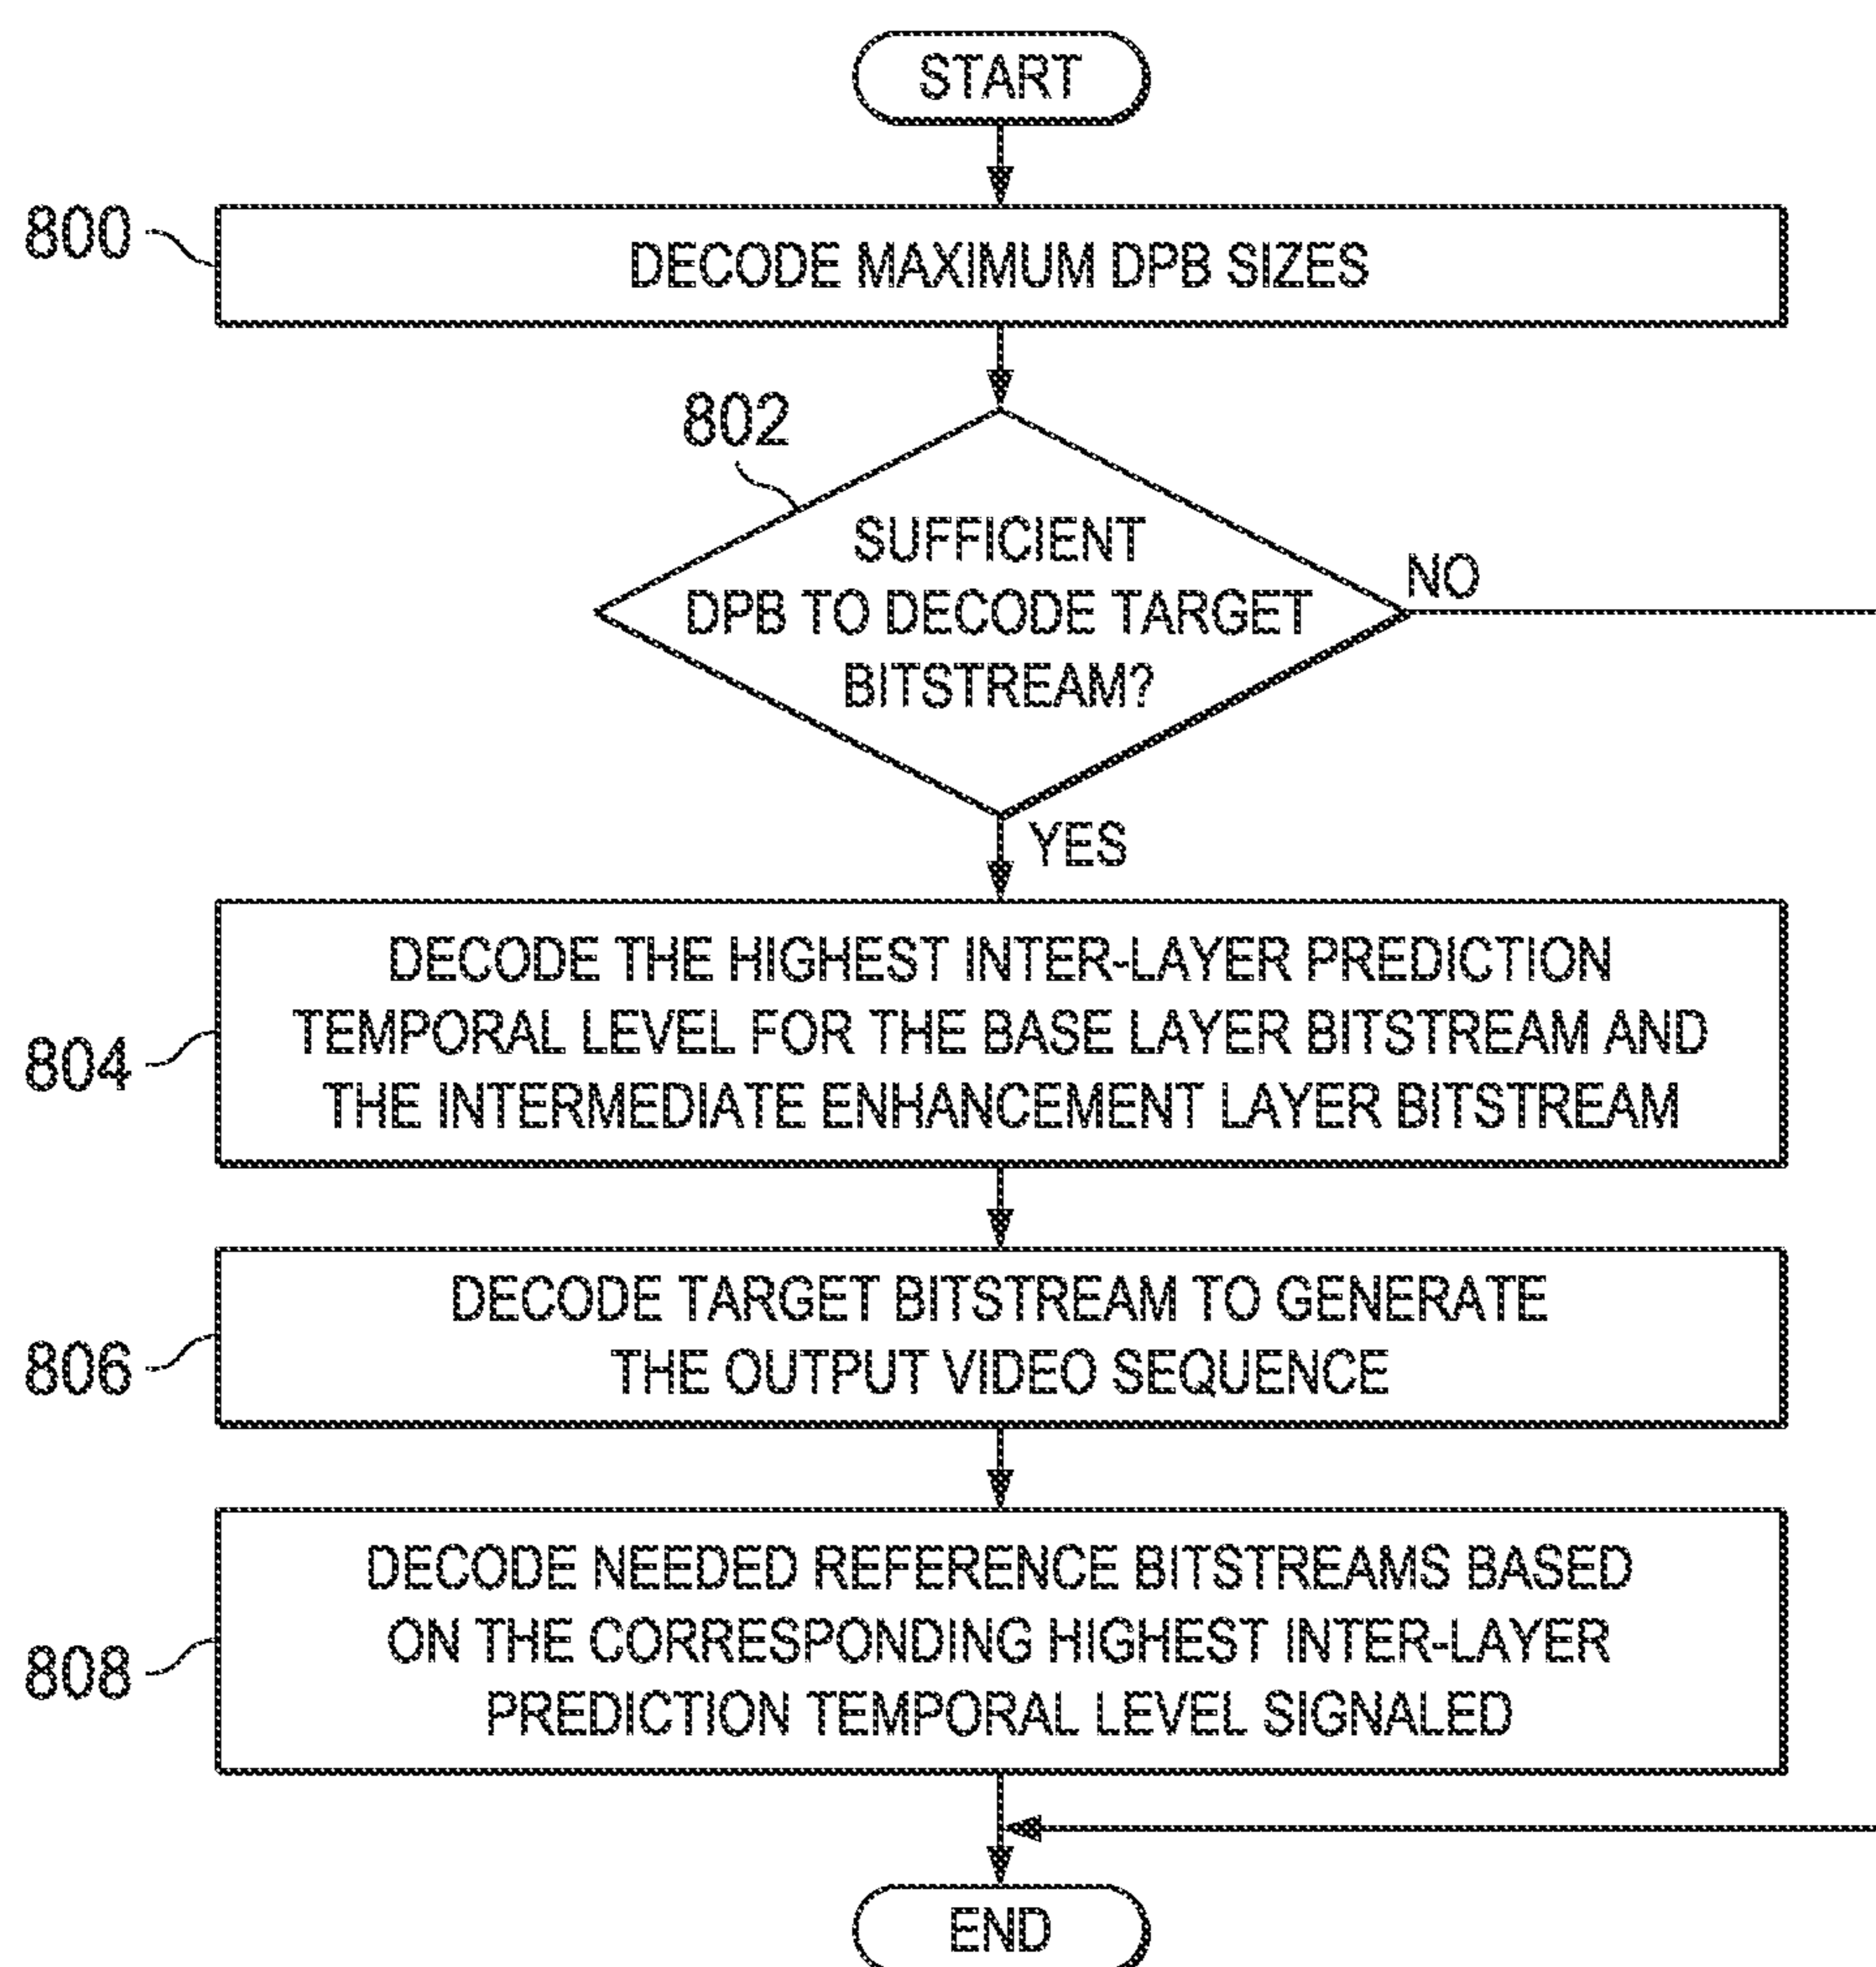 START
800
DECODE MAXIMUM DPB SIZES
802
SUFFICIENT
DPB TO DECODE TARGET
BITSTREAM?
NO
YES
804
DECODE THE HIGHEST INTER-LAYER PREDICTION
TEMPORAL LEVEL FOR THE BASE LAYER BITSTREAM AND
THE INTERMEDIATE ENHANCEMENT LAYER BITSTREAM
806
DECODE TARGET BITSTREAM TO GENERATE
THE OUTPUT VIDEO SEQUENCE
808
DECODE NEEDED REFERENCE BITSTREAMS BASED
ON THE CORRESPONDING HIGHEST INTER-LAYER
PREDICTION TEMPORAL LEVEL SIGNALED
END